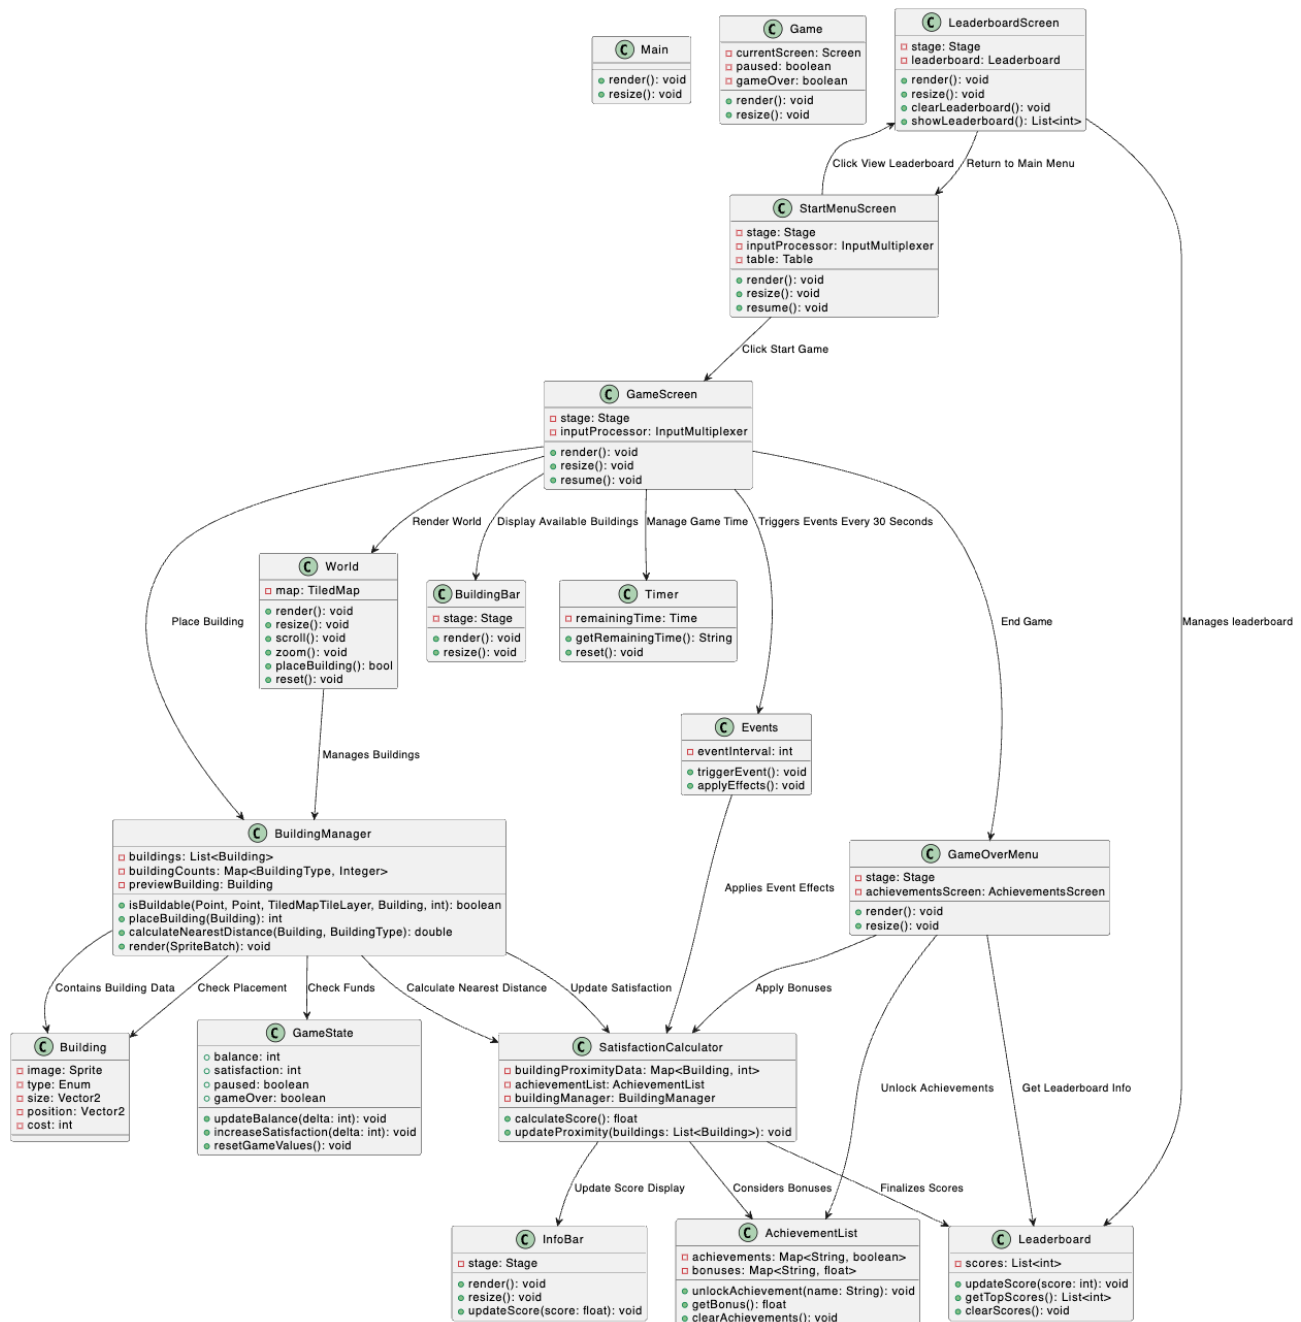 C Main
render(): void
resize(): void
C Game
currentScreen: Screen
paused: boolean
gameOver: boolean
render(): void
resize(): void
C LeaderboardScreen
stage: Stage
leaderboard: Leaderboard
render(): void
resize(): void
clearLeaderboard(): void
showLeaderboard(): List<int>
Click View Leaderboard
Return to Main Menu
C StartMenuScreen
stage: Stage
inputProcessor: InputMultiplexer
table: Table
render(): void
resize(): void
resume(): void
Click Start Game
C GameScreen
stage: Stage
inputProcessor: InputMultiplexer
render(): void
resize(): void
resume(): void
Render World
Display Available Buildings
Manage Game Time
Triggers Events Every 30 Seconds
C World
map: TiledMap
render(): void
resize(): void
scroll(): void
zoom(): void
placeBuilding(): bool
reset(): void
C BuildingBar
stage: Stage
render(): void
resize(): void
C Timer
remainingTime: Time
getRemainingTime(): String
reset(): void
Place Building
End Game
Manages leaderboard
C Events
eventInterval: int
triggerEvent(): void
applyEffects(): void
Manages Buildings
C BuildingManager
buildings: List<Building>
buildingCounts: Map<BuildingType, Integer>
previewBuilding: Building
isBuildable(Point, Point, TiledMapTileLayer, Building, int): boolean
placeBuilding(Building): int
calculateNearestDistance(Building, BuildingType): double
render(SpriteBatch): void
C GameOverMenu
stage: Stage
achievementsScreen: AchievementsScreen
render(): void
resize(): void
Applies Event Effects
Contains Building Data
Check Placement
Check Funds
Calculate Nearest Distance
Update Satisfaction
Apply Bonuses
C Building
image: Sprite
type: Enum
size: Vector2
position: Vector2
cost: int
C GameState
balance: int
satisfaction: int
paused: boolean
gameOver: boolean
updateBalance(delta: int): void
increaseSatisfaction(delta: int): void
resetGameValues(): void
C SatisfactionCalculator
buildingProximityData: Map<Building, int>
achievementList: AchievementList
buildingManager: BuildingManager
calculateScore(): float
updateProximity(buildings: List<Building>): void
Unlock Achievements
Get Leaderboard Info
Update Score Display
Considers Bonuses
Finalizes Scores
C InfoBar
stage: Stage
render(): void
resize(): void
updateScore(score: float): void
C AchievementList
achievements: Map<String, boolean>
bonuses: Map<String, float>
unlockAchievement(name: String): void
getBonus(): float
clearAchievements(): void
C Leaderboard
scores: List<int>
updateScore(score: int): void
getTopScores(): List<int>
clearScores(): void